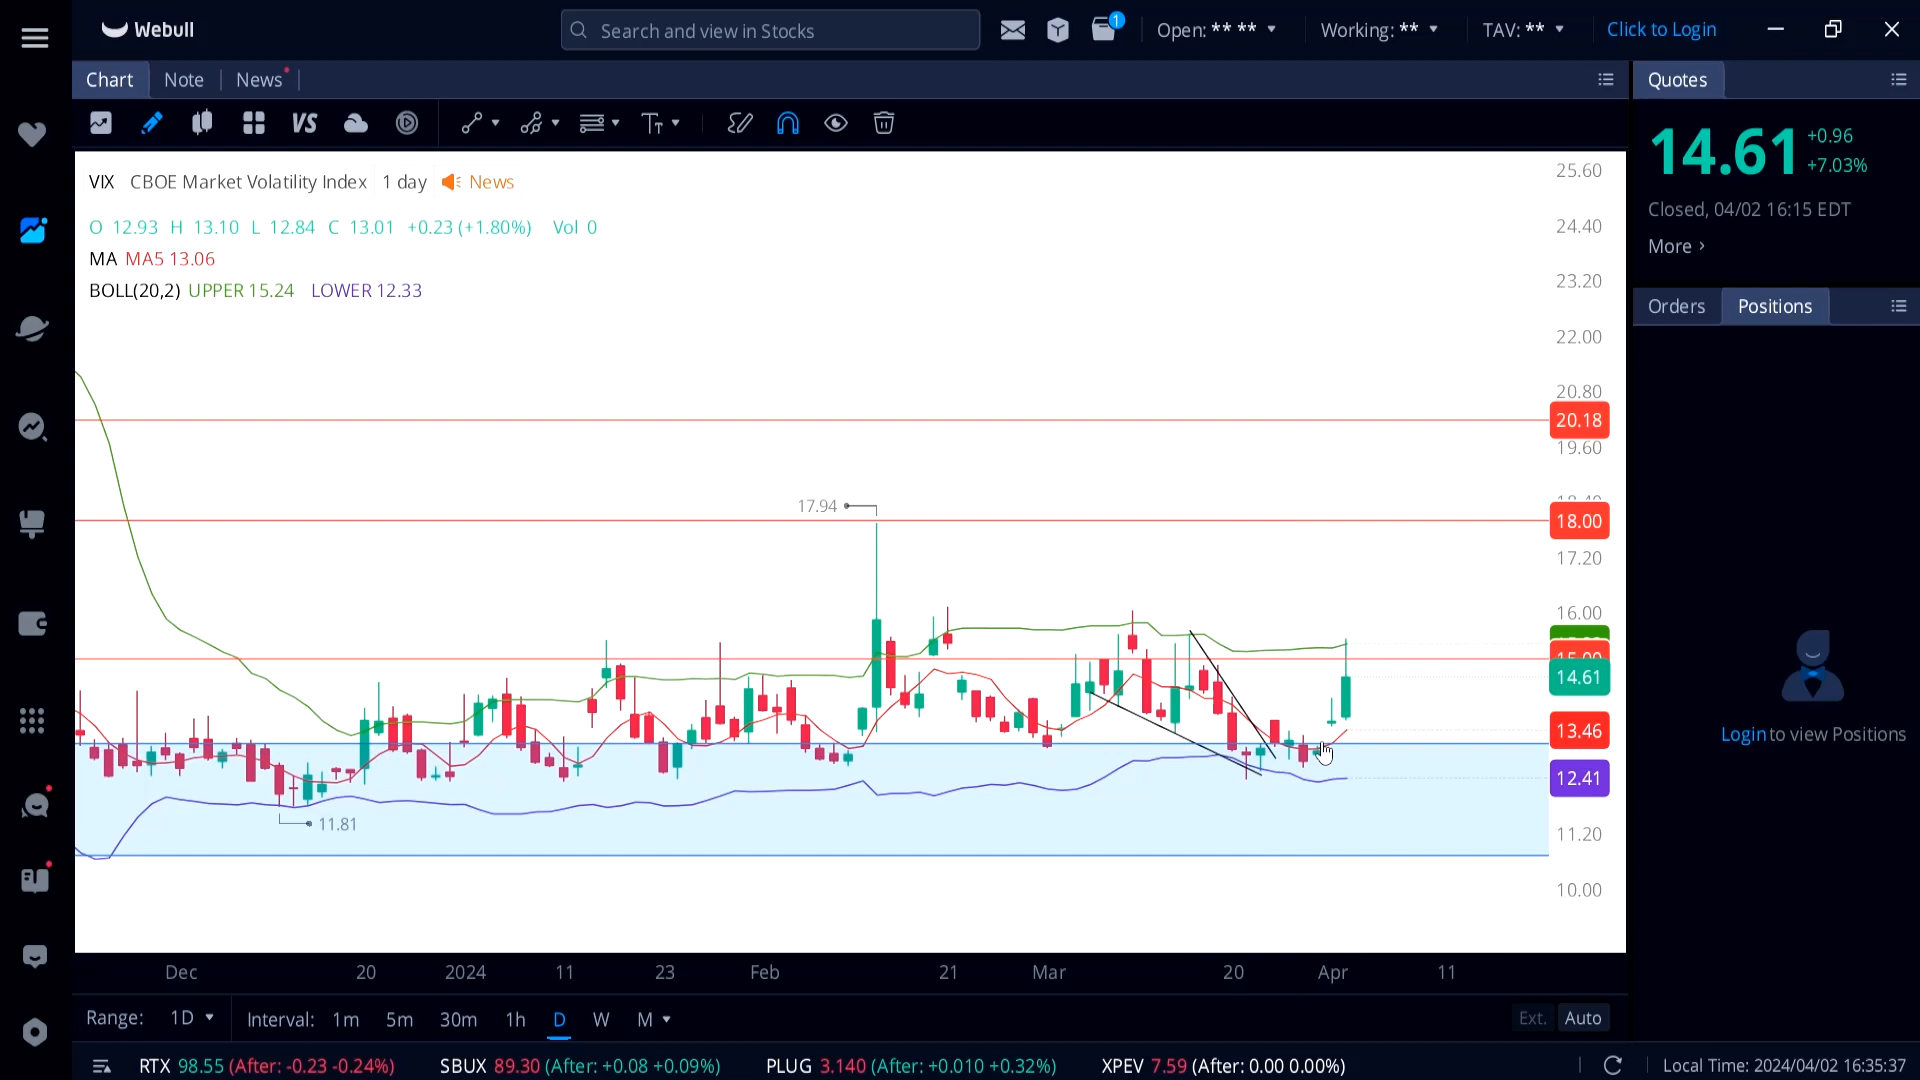 Webull
Search and view in Stocks
1
Open: ** **
Working: **
TAV: **
Click to Login
Chart
Note
News
Quotes
VS
14.61
+0.96
+7.03%
Closed, 04/02 16:15 EDT
More
Orders
Positions
Login to view Positions
VIX CBOE Market Volatility Index 1 day News
O 12.93 H 13.10 L 12.84 C 13.01 +0.23 (+1.80%) Vol 0
MA MA5 13.06
BOLL(20,2) UPPER 15.24 LOWER 12.33
25.60
24.40
23.20
22.00
20.80
20.18
19.60
18.40
18.00
17.20
16.00
15.00
14.61
13.46
12.41
11.20
10.00
17.94
11.81
Dec 20 2024 11 23 Feb 21 Mar 20 Apr 11
Range: 1D Interval: 1m 5m 30m 1h D W M
Ext. Auto
RTX 98.55 (After: -0.23 -0.24%) SBUX 89.30 (After: +0.08 +0.09%) PLUG 3.140 (After: +0.010 +0.32%) XPEV 7.59 (After: 0.00 0.00%)
Local Time: 2024/04/02 16:35:37